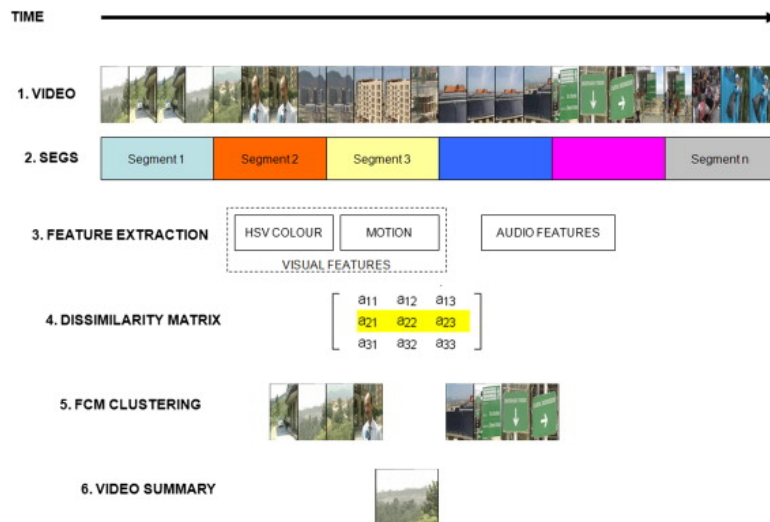 TIME
1. VIDEO
2. SEGS
Segment 1 Segment 2 Segment 3 Segment n
3. FEATURE EXTRACTION
HSV COLOUR MOTION AUDIO FEATURES
VISUAL FEATURES
4. DISSIMILARITY MATRIX
a11 a12 a13
a21 a22 a23
a31 a32 a33
5. FCM CLUSTERING
6. VIDEO SUMMARY